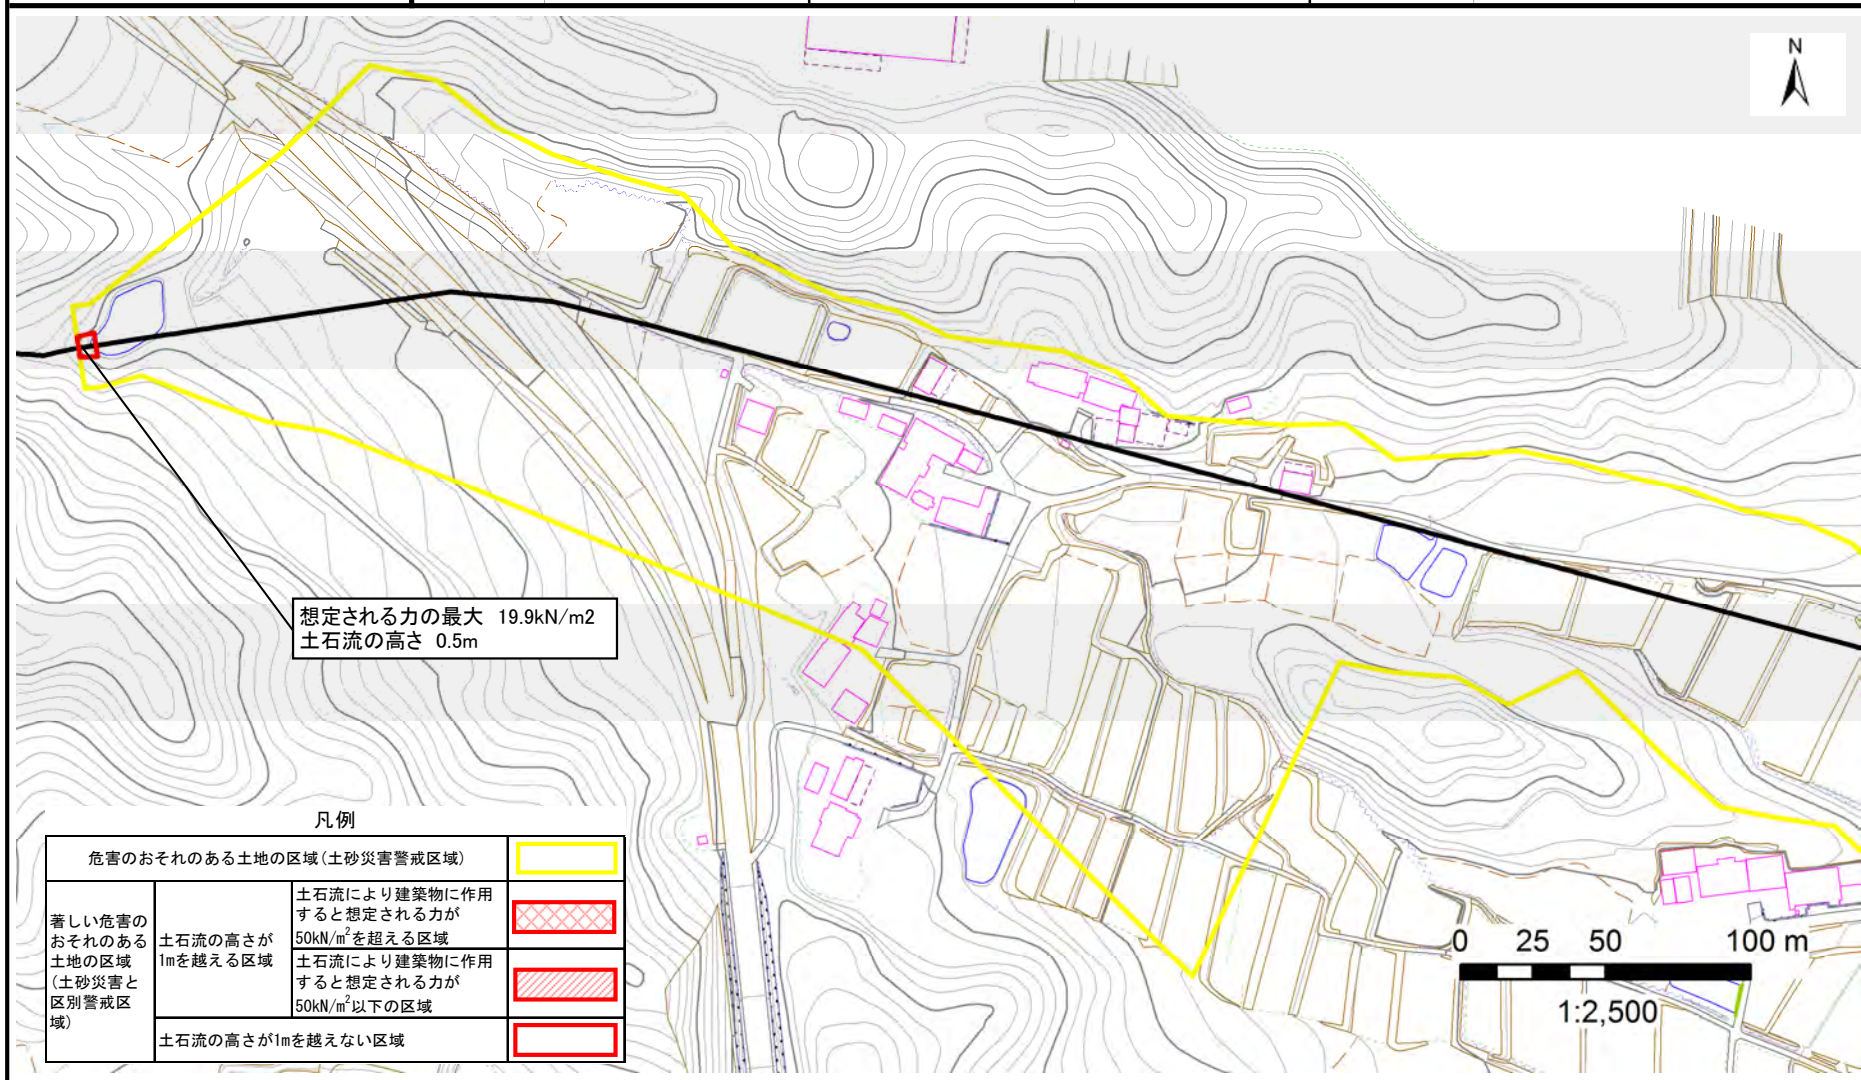 N
想定される力の最大 19.9kN/m2
土石流の高さ 0.5m
凡例
危害のおそれのある土地の区域(土砂災害警戒区域)
著しい危害の
おそれのある
土地の区域
(土砂災害と
区別警戒区
域)
土石流の高さが
1mを越える区域
土石流により建築物に作用
すると想定される力が
50kN/m²を超える区域
土石流により建築物に作用
すると想定される力が
50kN/m²以下の区域
土石流の高さが1mを越えない区域
0 25 50 100 m
1:2,500